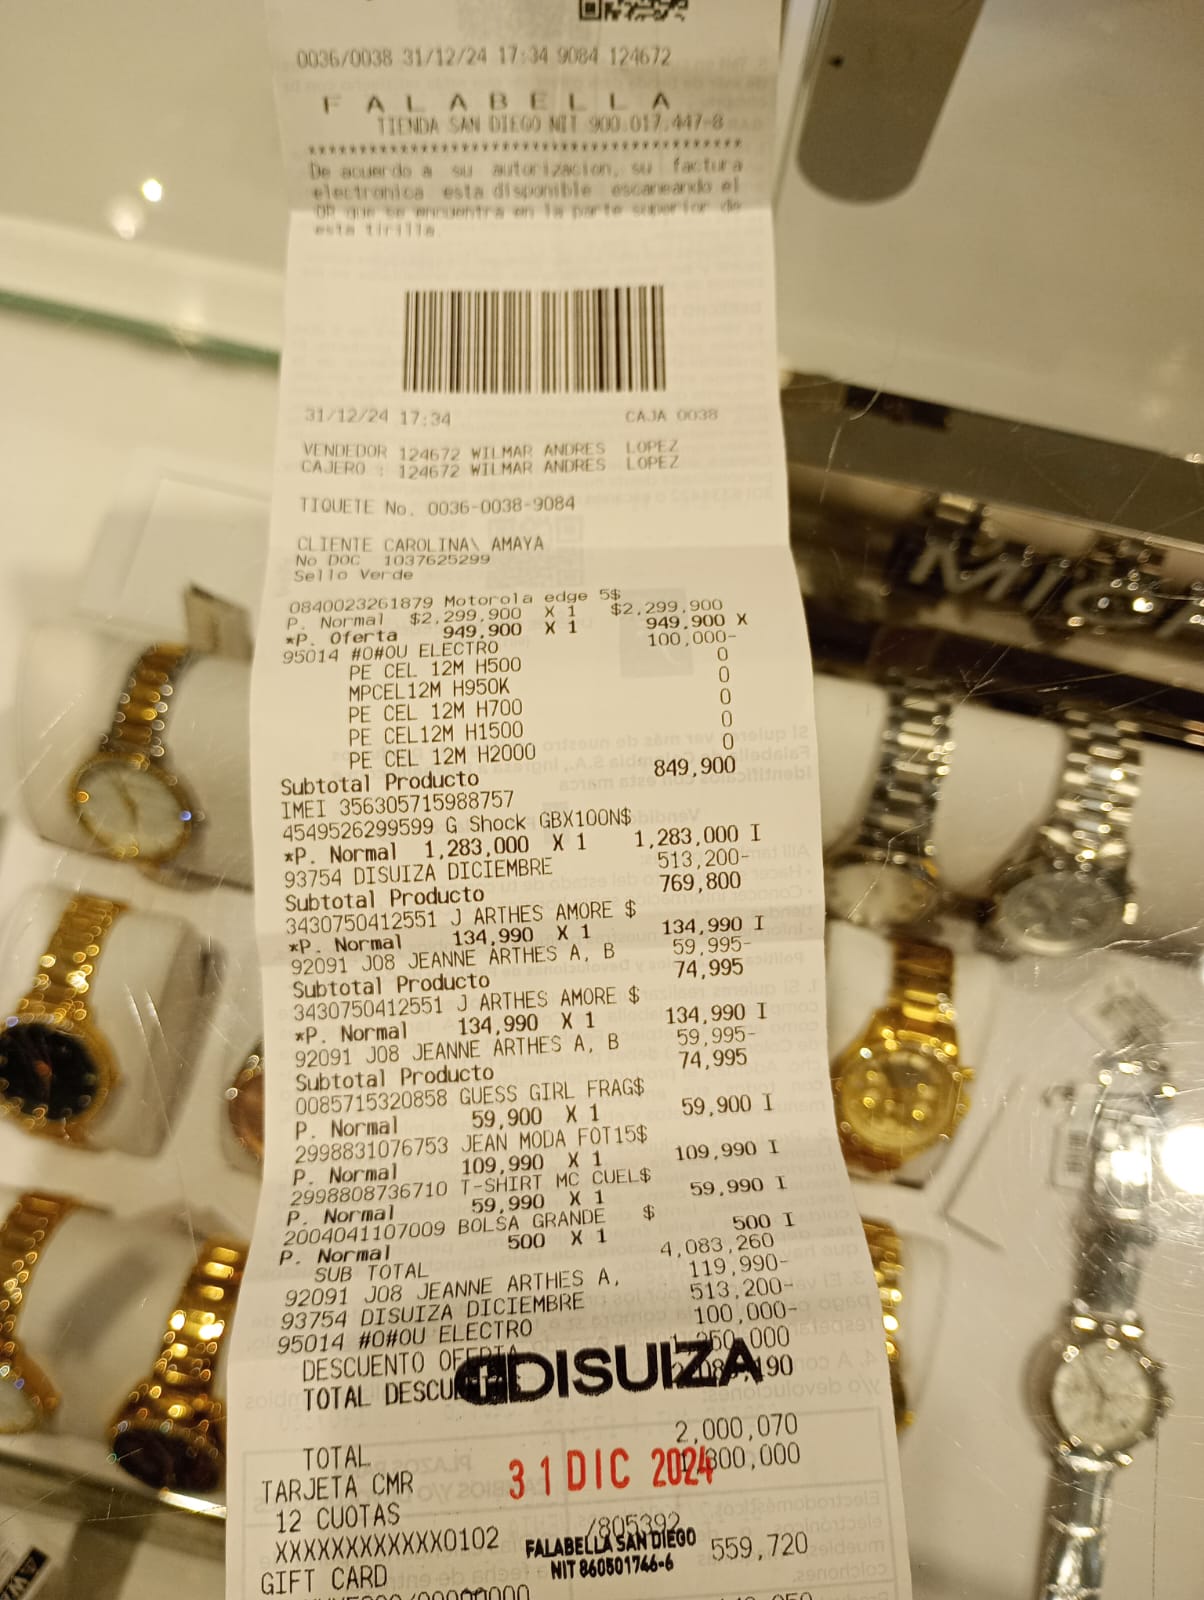 0036/0038 31/12/24 17:34 9084 124672
F A L A B E L L A
TIENDA SAN DIEGO NIT 900.017.447-8
De acuerdo a su autorizacion, su factura
electronica esta disponible escaneando el
QR que se encuentra en la parte superior de
esta tirilla.
31/12/24 17:34 CAJA 0038
VENDEDOR 124672 WILMAR ANDRES LOPEZ
CAJERO : 124672 WILMAR ANDRES LOPEZ
TIQUETE No. 0036-0038-9084
CLIENTE CAROLINA\ AMAYA
No DOC 1037625299
Sello Verde
0840023261879 Motorola edge 5$
P. Normal $2,299,900 X 1 $2,299,900
*P. Oferta 949,900 X 1 949,900 X
95014 #O#OU ELECTRO 100,000-
PE CEL 12M H500 0
MPCEL12M H950K 0
PE CEL 12M H700 0
PE CEL12M H1500 0
PE CEL 12M H2000 0
Subtotal Producto 849,900
IMEI 356305715988757
4549526299599 G Shock GBX100N$
*P. Normal 1,283,000 X 1 1,283,000 I
93754 DISUIZA DICIEMBRE 513,200-
Subtotal Producto 769,800
3430750412551 J ARTHES AMORE $
*P. Normal 134,990 X 1 134,990 I
92091 J08 JEANNE ARTHES A, B 59,995-
Subtotal Producto 74,995
3430750412551 J ARTHES AMORE $
*P. Normal 134,990 X 1 134,990 I
92091 J08 JEANNE ARTHES A, B 59,995-
Subtotal Producto 74,995
0085715320858 GUESS GIRL FRAG$
P. Normal 59,900 X 1 59,900 I
2998831076753 JEAN MODA FOT15$
P. Normal 109,990 X 1 109,990 I
2998808736710 T-SHIRT MC CUEL$
P. Normal 59,990 X 1 59,990 I
2004041107009 BOLSA GRANDE $
P. Normal 500 X 1 500 I
SUB TOTAL 4,083,260
92091 J08 JEANNE ARTHES A, 119,990-
93754 DISUIZA DICIEMBRE 513,200-
95014 #O#OU ELECTRO 100,000-
DESCUENTO OFERTA 1,350,000
TOTAL
DISUIZA
TOTAL 2,000,070
TARJETA CMR
31 DIC 2024
12 CUOTAS
XXXXXXXXXXXX0102
FALABELLA SAN DIEGO
NIT 860501746-6
GIFT CARD 559,720